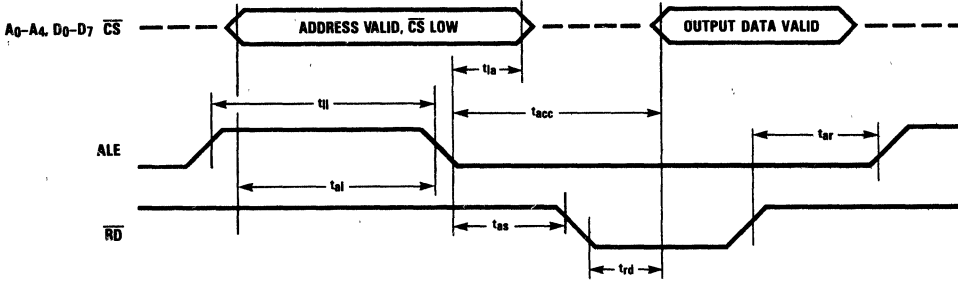 A0–A4, D0–D7 CS
ADDRESS VALID, CS LOW
OUTPUT DATA VALID
tla
tll
tacc
tar
ALE
tal
tas
RD
trd